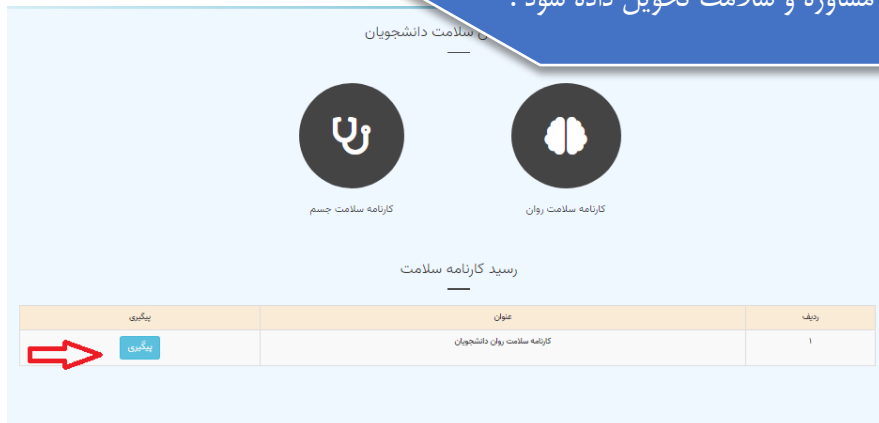 مشاوره و سلامت تحویل داده شود .
سلامت دانشجویان
کارنامه سلامت روان
کارنامه سلامت جسم
رسید کارنامه سلامت
ردیف عنوان پیگیری
۱ کارنامه سلامت روان دانشجویان پیگیری